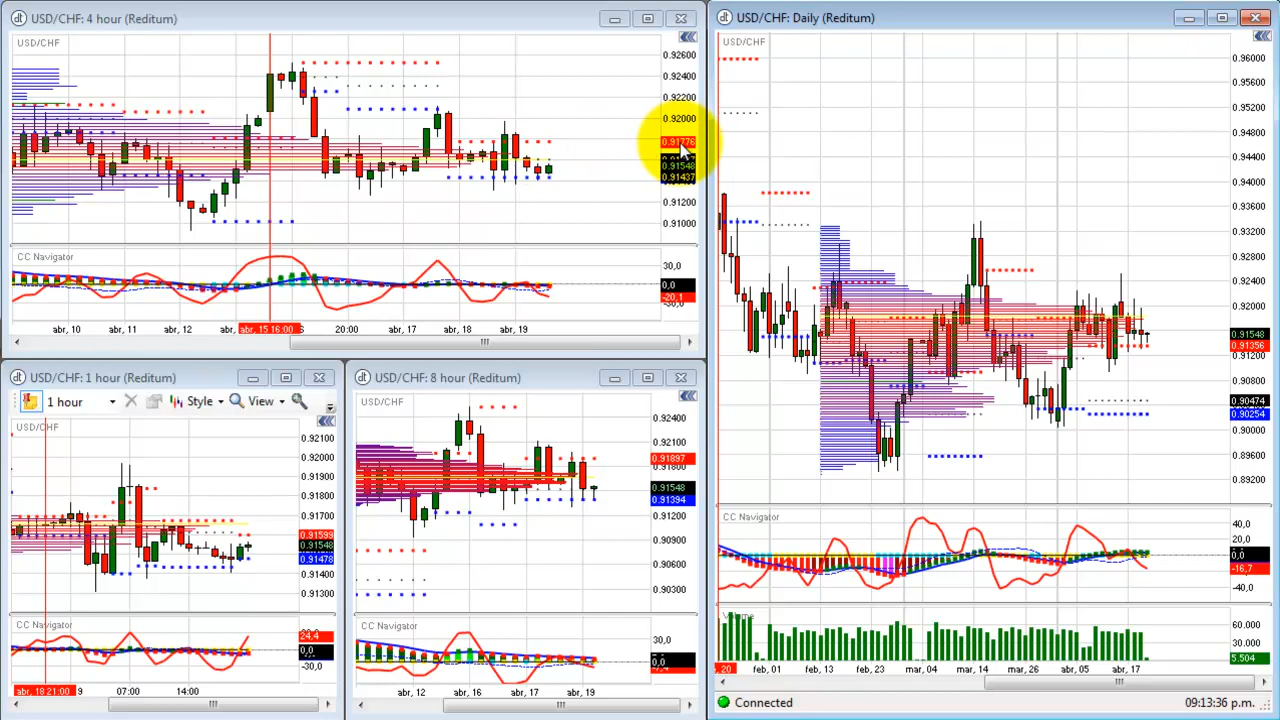 USD/CHF: 4 hour (Reditum)
USD/CHF
0.92600
0.92400
0.92200
0.92000
0.91776
0.91548
0.91437
0.91200
0.91000
CC Navigator
30,0
0,0
-20,1
abr, 10
abr, 11
abr, 12
abr, 15 16:00
20:00
abr, 17
abr, 18
abr, 19
USD/CHF: 1 hour (Reditum)
1 hour
Style
View
USD/CHF
0.92100
0.91900
0.91800
0.91700
0.91599
0.91548
0.91478
0.91400
0.91300
CC Navigator
24,4
0,0
-30,0
abr, 18 21:00
07:00
14:00
USD/CHF: 8 hour (Reditum)
USD/CHF
0.92400
0.92100
0.91897
0.91800
0.91548
0.91394
0.91200
0.90900
0.90600
0.90300
CC Navigator
30,0
0,0
abr, 12
abr, 16
abr, 17
abr, 19
USD/CHF: Daily (Reditum)
USD/CHF
0.96000
0.95600
0.95200
0.94800
0.94400
0.94000
0.93600
0.93200
0.92800
0.92400
0.92000
0.91548
0.91356
0.91200
0.90800
0.90474
0.90254
0.90000
0.89600
0.89200
CC Navigator
40,0
20,0
0,0
-16,7
-40,0
Volume
60.000
30.000
5.504
feb, 01
feb, 13
feb, 23
mar, 04
mar, 14
mar, 26
abr, 05
abr, 17
Connected
09:13:36 p.m.